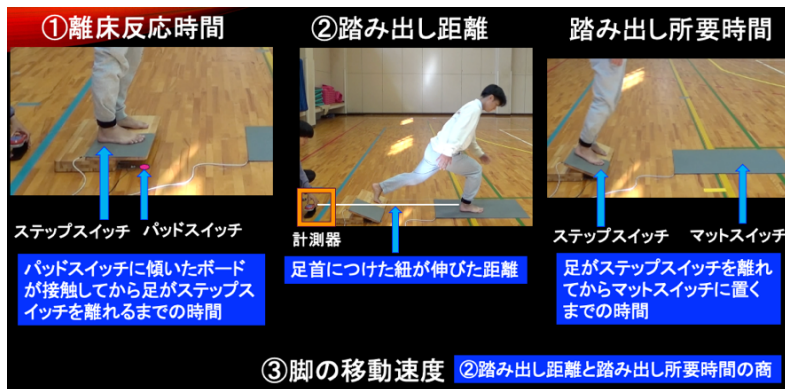 ①離床反応時間
②踏み出し距離
踏み出し所要時間
ステップスイッチ
パッドスイッチ
計測器
ステップスイッチ
マットスイッチ
パッドスイッチに傾いたボード
が接触してから足がステップス
イッチを離れるまでの時間
足首につけた紐が伸びた距離
足がステップスイッチを離れ
てからマットスイッチに置く
までの時間
③脚の移動速度
②踏み出し距離と踏み出し所要時間の商